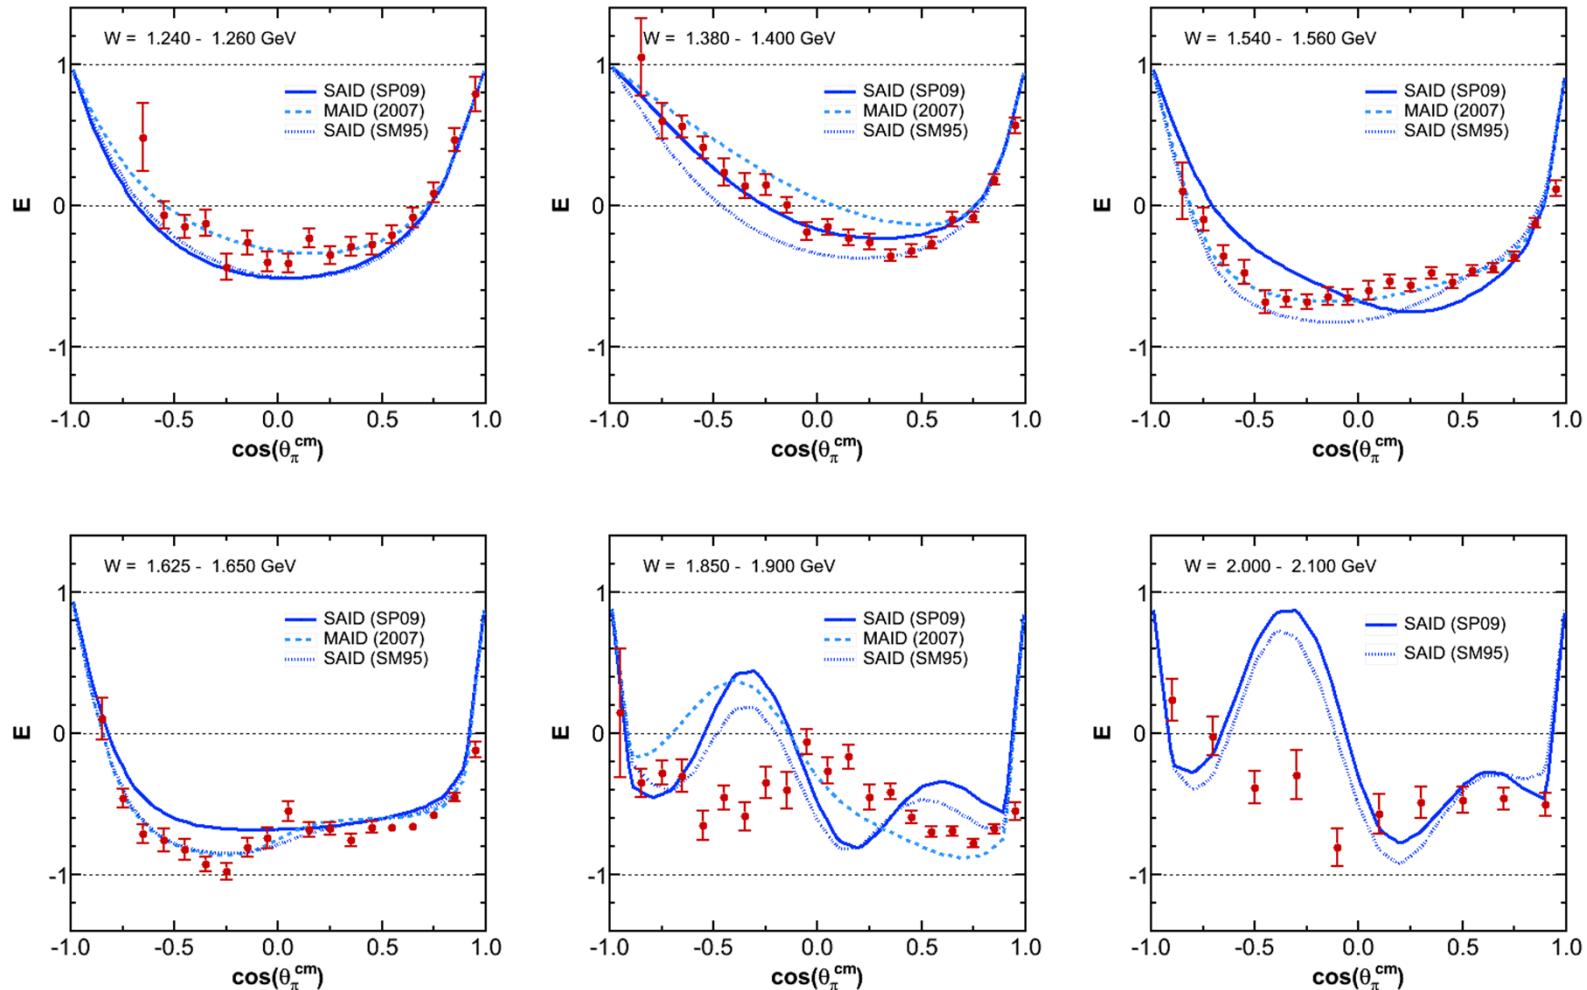 W = 1.240 - 1.260 GeV
SAID (SP09)
MAID (2007)
SAID (SM95)
1
0
-1
E
-1.0 -0.5 0.0 0.5 1.0
cos(θπcm)
W = 1.380 - 1.400 GeV
SAID (SP09)
MAID (2007)
SAID (SM95)
1
0
-1
E
-1.0 -0.5 0.0 0.5 1.0
cos(θπcm)
W = 1.540 - 1.560 GeV
SAID (SP09)
MAID (2007)
SAID (SM95)
1
0
-1
E
-1.0 -0.5 0.0 0.5 1.0
cos(θπcm)
W = 1.625 - 1.650 GeV
SAID (SP09)
MAID (2007)
SAID (SM95)
1
0
-1
E
-1.0 -0.5 0.0 0.5 1.0
cos(θπcm)
W = 1.850 - 1.900 GeV
SAID (SP09)
MAID (2007)
SAID (SM95)
1
0
-1
E
-1.0 -0.5 0.0 0.5 1.0
cos(θπcm)
W = 2.000 - 2.100 GeV
SAID (SP09)
SAID (SM95)
1
0
-1
E
-1.0 -0.5 0.0 0.5 1.0
cos(θπcm)